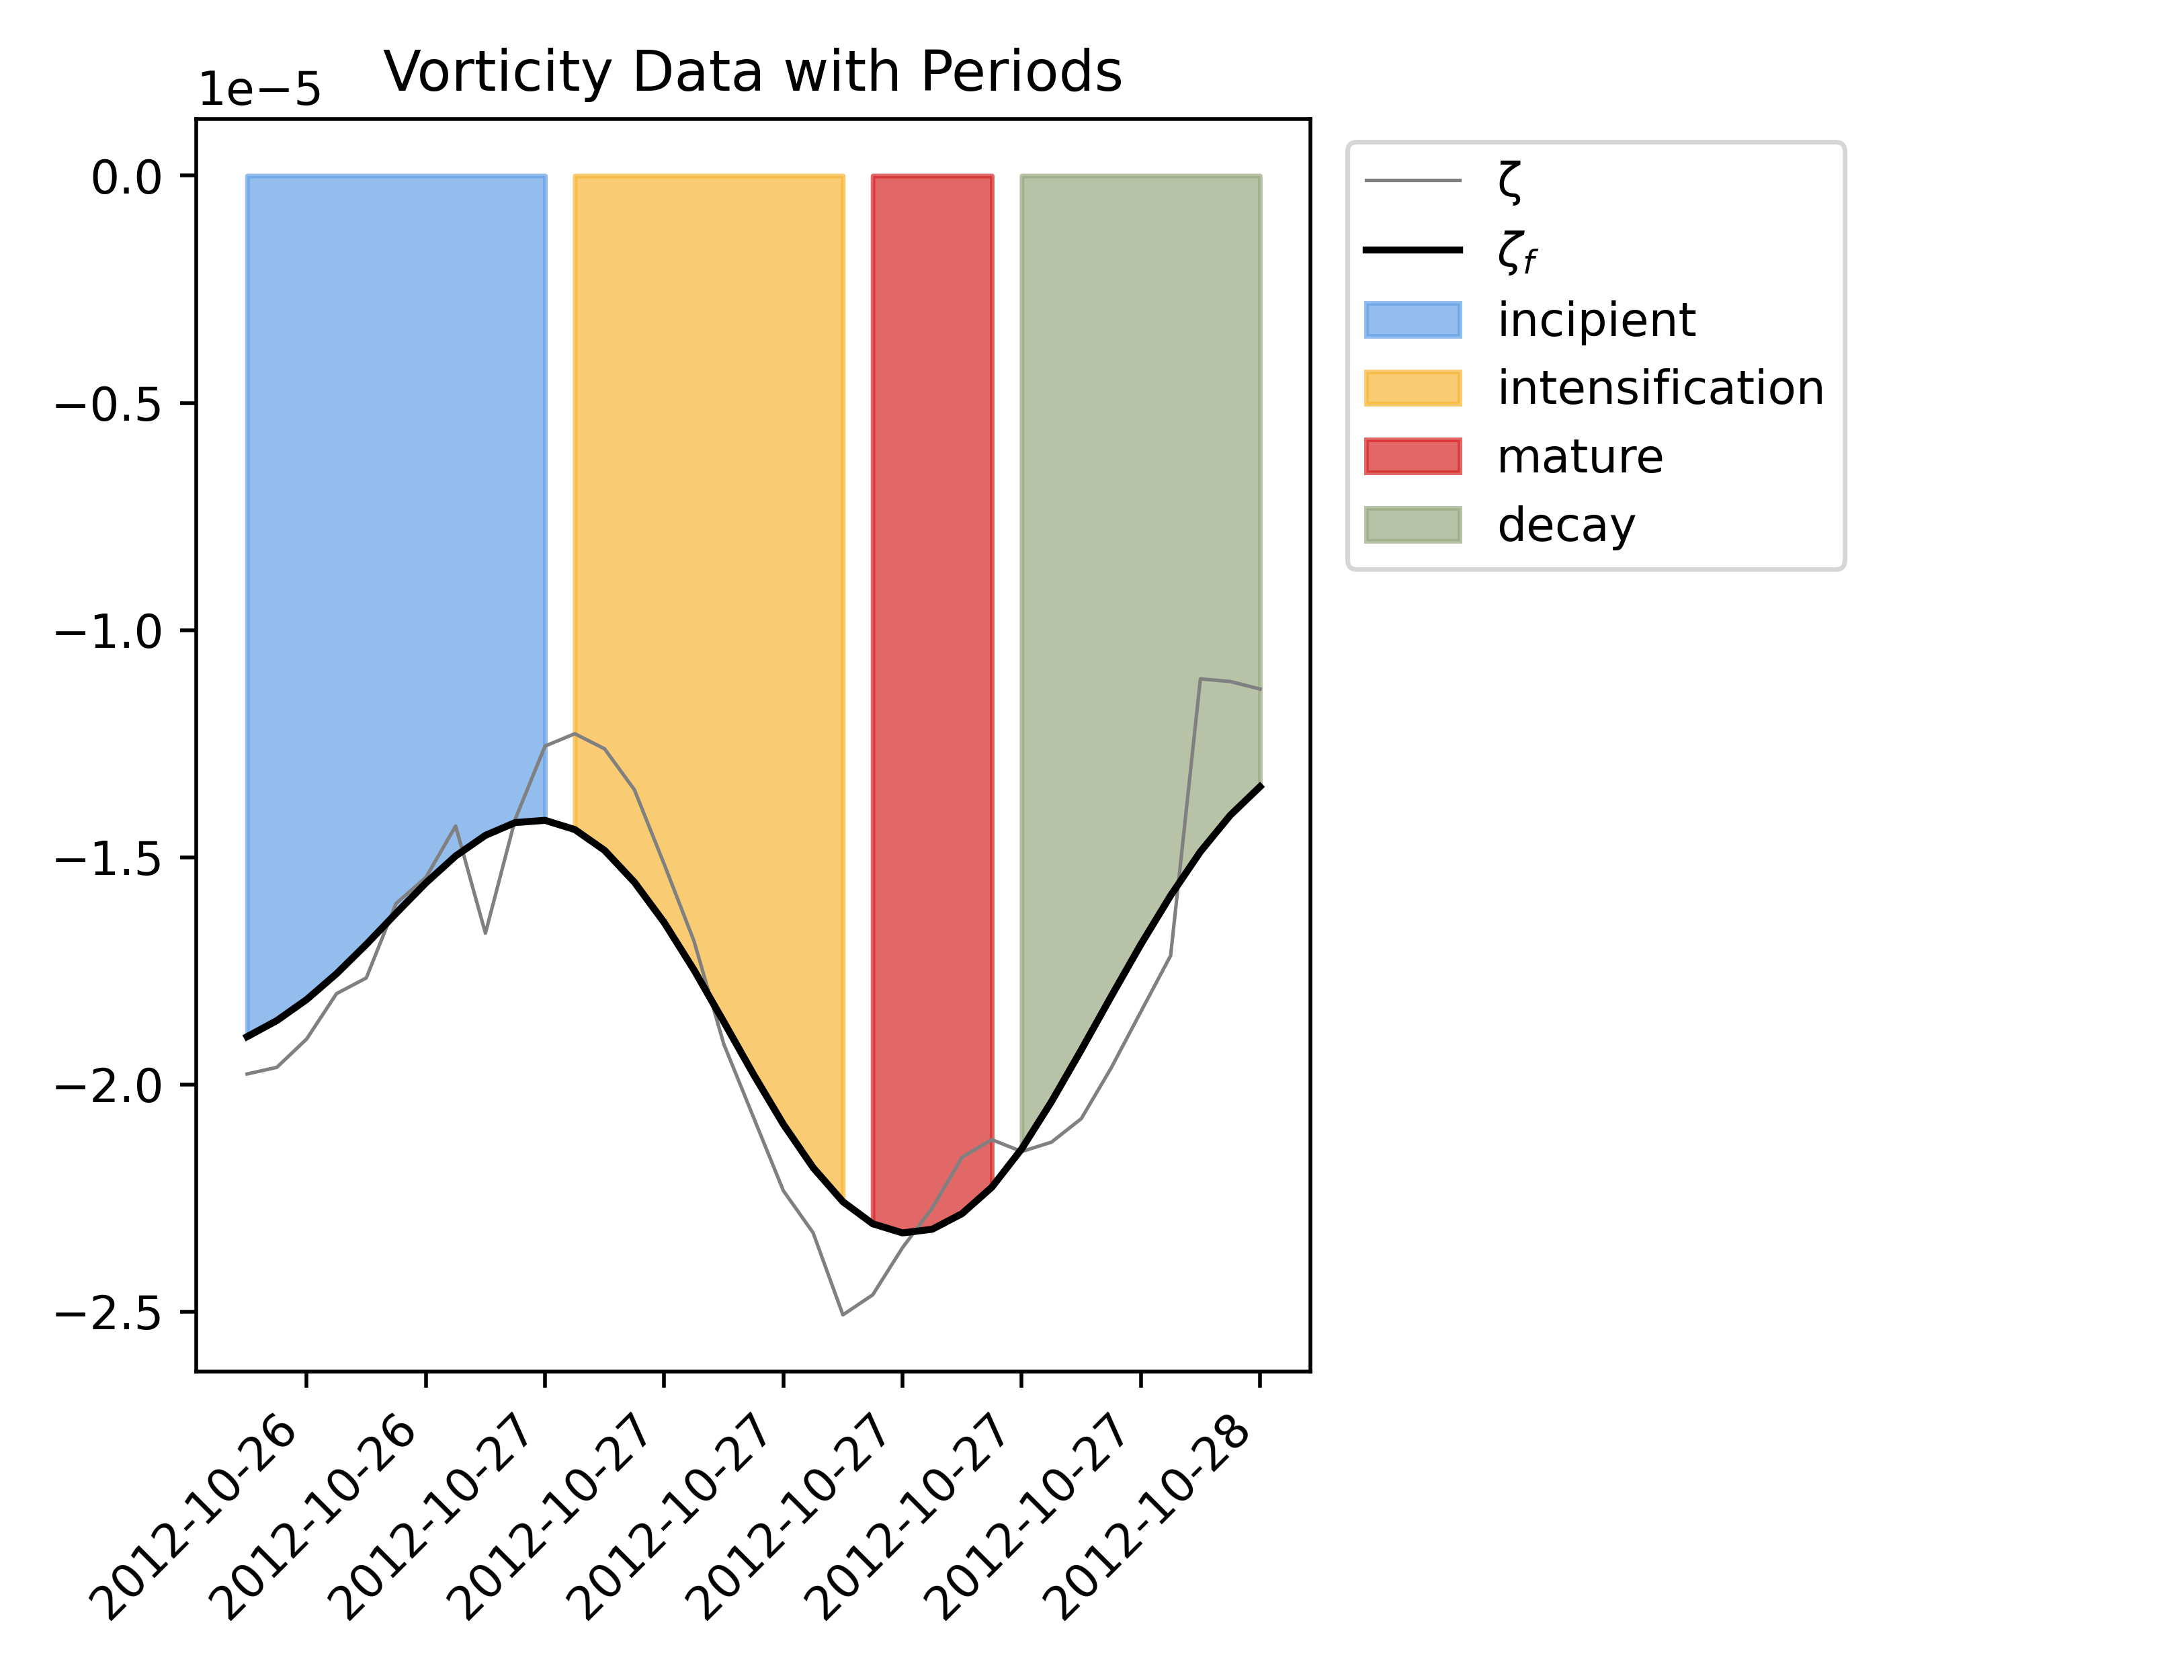 Vorticity Data with Periods
1e−5
0.0
−0.5
−1.0
−1.5
−2.0
−2.5
2012-10-26
2012-10-26
2012-10-27
2012-10-27
2012-10-27
2012-10-27
2012-10-27
2012-10-27
2012-10-28
ζ
ζf
incipient
intensification
mature
decay